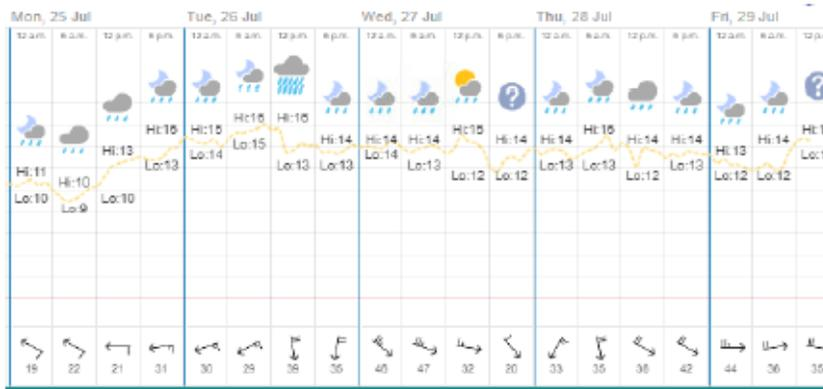 Mon, 25 Jul Tue, 26 Jul Wed, 27 Jul Thu, 28 Jul Fri, 29 Jul
12 a.m. 6 a.m. 12 p.m. 6 p.m. 12 a.m. 6 a.m. 12 p.m. 6 p.m. 12 a.m. 6 a.m. 12 p.m. 6 p.m. 12 a.m. 6 a.m. 12 p.m. 6 p.m. 12 a.m. 6 a.m. 12 p.m.
Hi:11 Hi:10 Hi:13 Hi:16 Hi:15 Hi:16 Hi:16 Hi:14 Hi:14 Hi:14 Hi:15 Hi:14 Hi:14 Hi:16 Hi:14 Hi:14 Hi:13 Hi:14
Lo:10 Lo:9 Lo:10 Lo:13 Lo:14 Lo:15 Lo:13 Lo:13 Lo:14 Lo:13 Lo:12 Lo:12 Lo:13 Lo:13 Lo:12 Lo:13 Lo:12 Lo:12
19 22 21 31 30 29 39 35 46 47 32 20 33 35 38 42 44 36